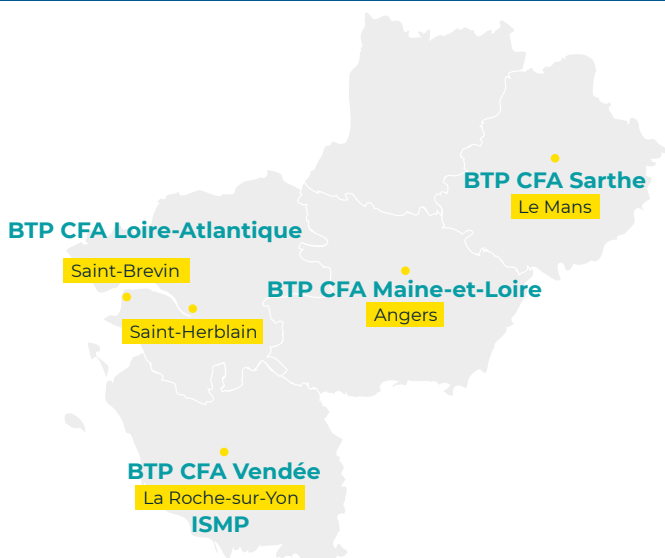 BTP CFA Sarthe
Le Mans
BTP CFA Loire-Atlantique
Saint-Brevin
Saint-Herblain
BTP CFA Maine-et-Loire
Angers
BTP CFA Vendée
La Roche-sur-Yon
ISMP